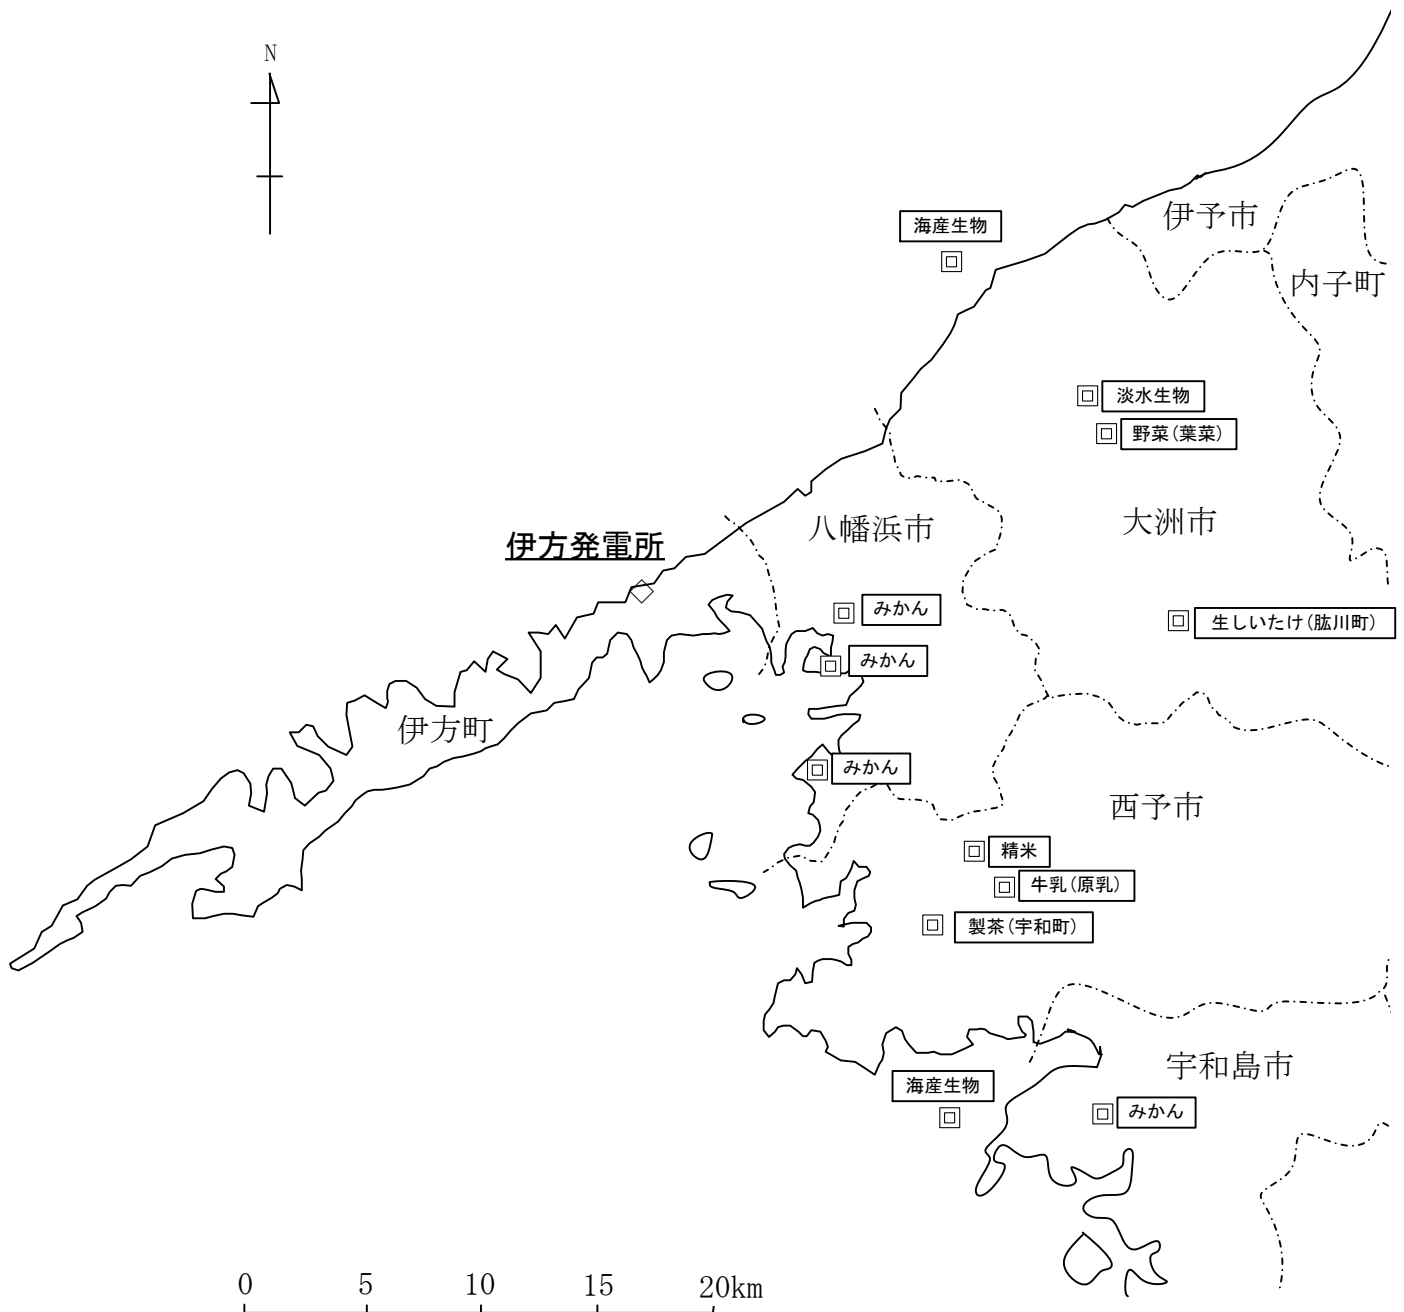 N
伊予市
海産生物
内子町
淡水生物
野菜(葉菜)
八幡浜市
大洲市
伊方発電所
みかん
生しいたけ(肱川町)
みかん
伊方町
みかん
西予市
精米
牛乳(原乳)
製茶(宇和町)
宇和島市
海産生物
みかん
0 5 10 15 20km